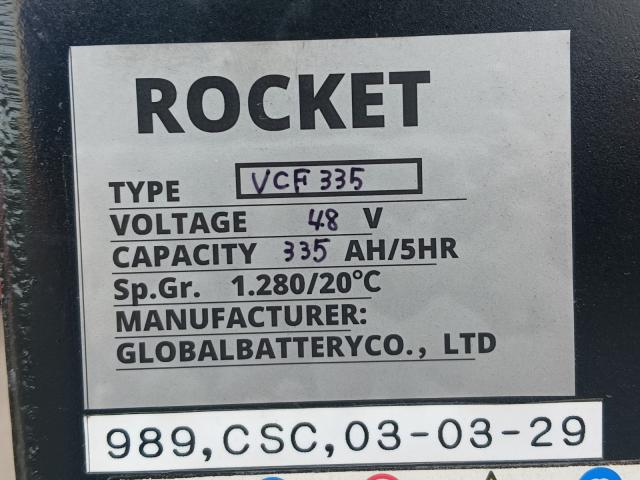 ROCKET
TYPE VCF 335
VOLTAGE 48 V
CAPACITY 335 AH/5HR
Sp.Gr. 1.280/20°C
MANUFACTURER:
GLOBALBATTERYCO., LTD
989,CSC,03-03-29